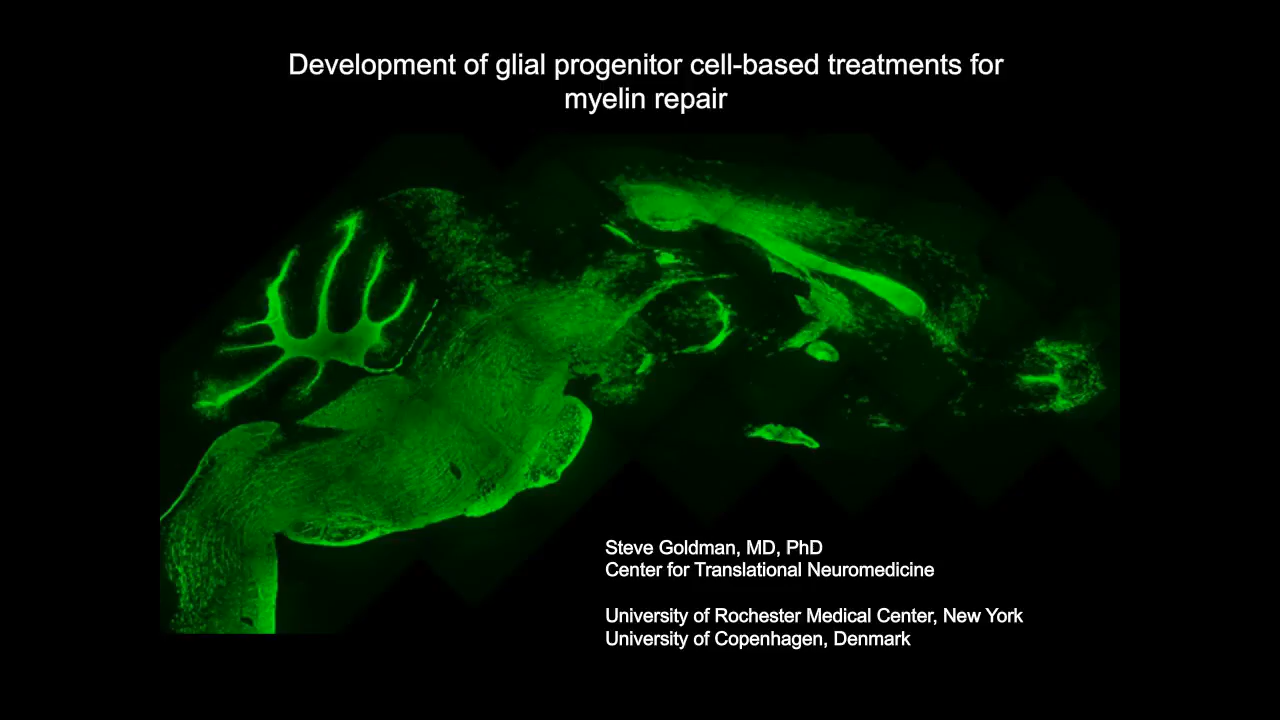 Development of glial progenitor cell-based treatments for
myelin repair
Steve Goldman, MD, PhD
Center for Translational Neuromedicine
University of Rochester Medical Center, New York
University of Copenhagen, Denmark